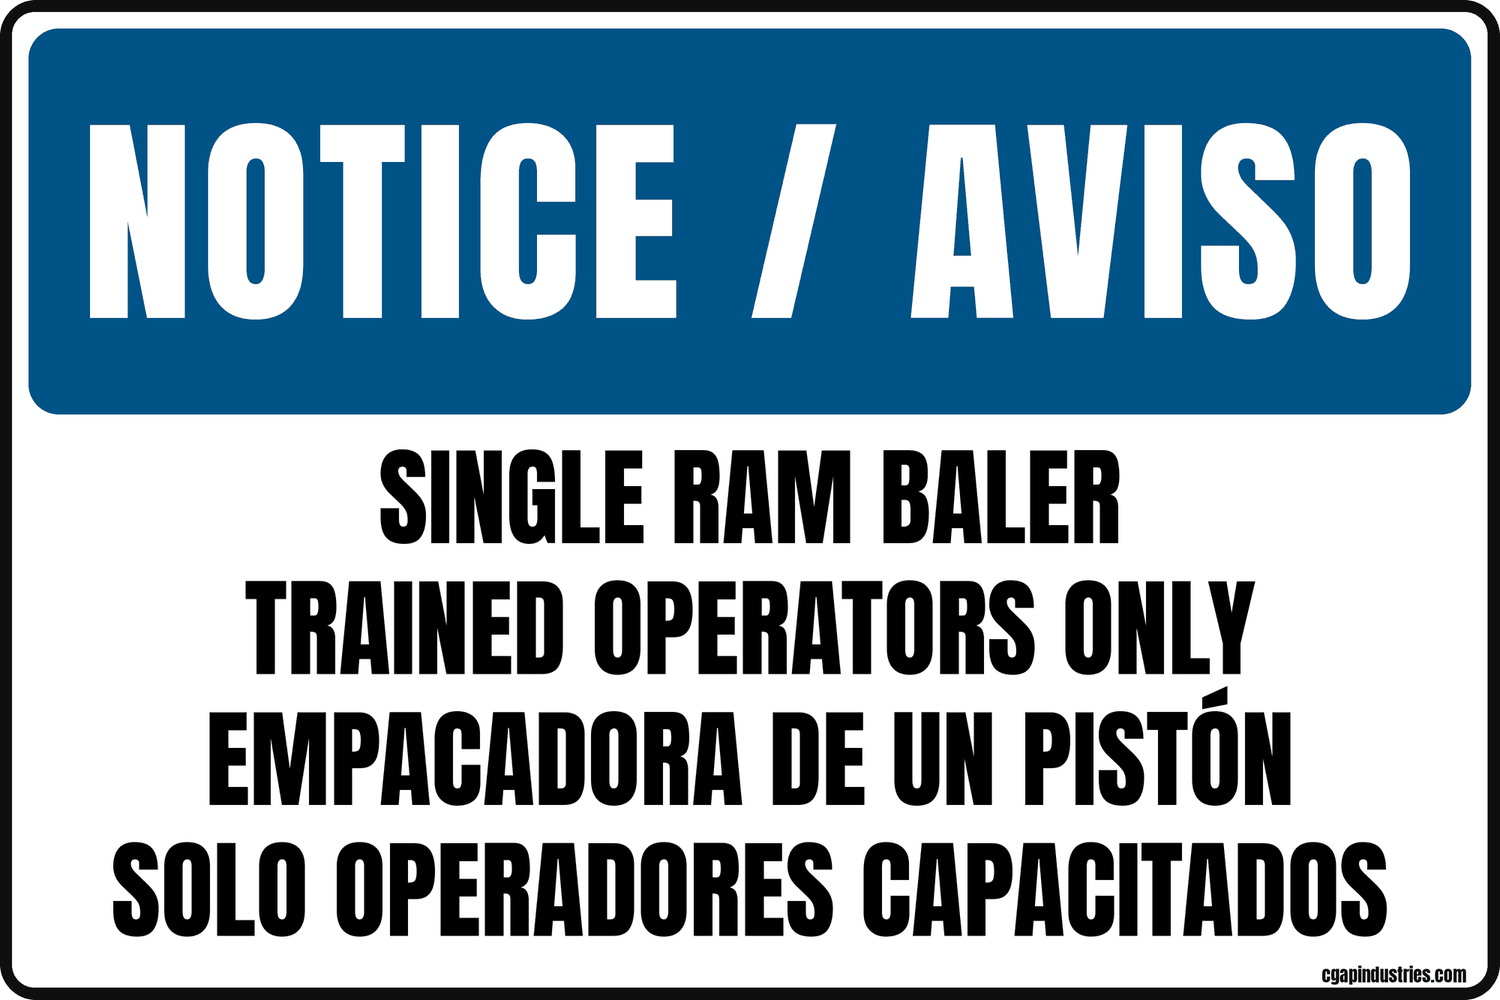 NOTICE / AVISO
SINGLE RAM BALER
TRAINED OPERATORS ONLY
EMPACADORA DE UN PISTÓN
SOLO OPERADORES CAPACITADOS
cgapindustries.com